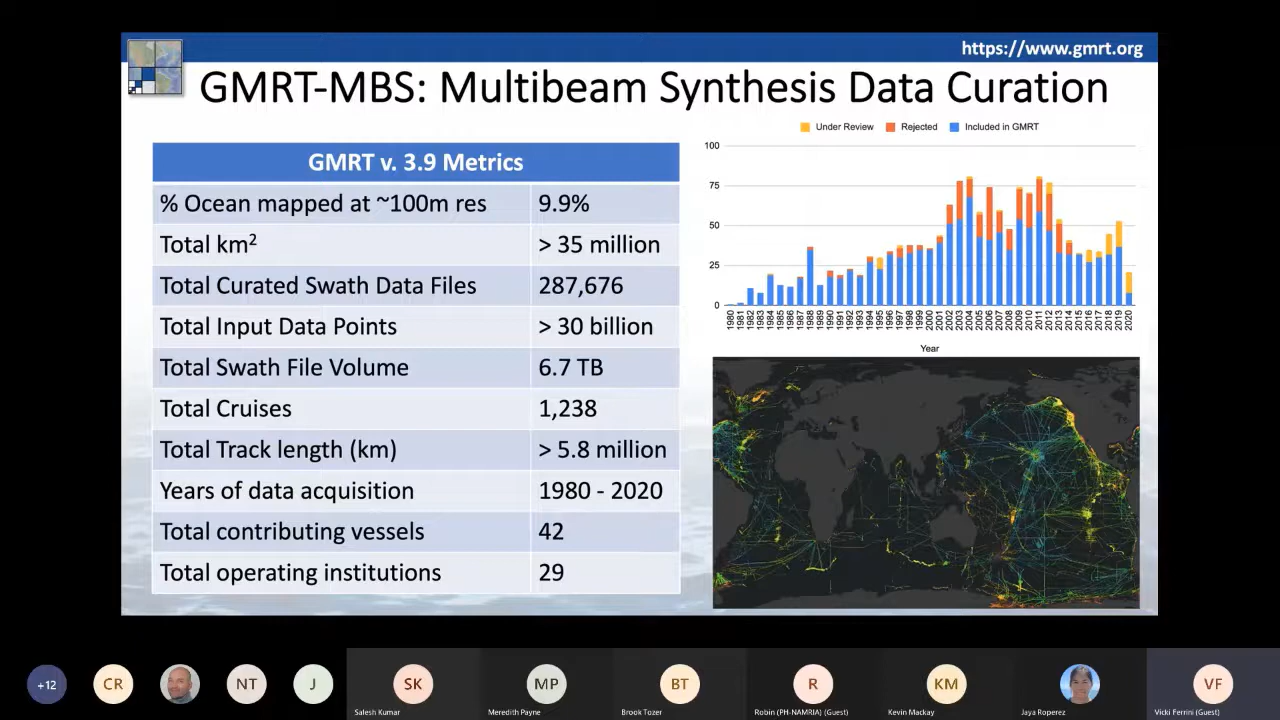 https://www.gmrt.org
GMRT-MBS: Multibeam Synthesis Data Curation
GMRT v. 3.9 Metrics
% Ocean mapped at ~100m res 9.9%
Total km² > 35 million
Total Curated Swath Data Files 287,676
Total Input Data Points > 30 billion
Total Swath File Volume 6.7 TB
Total Cruises 1,238
Total Track length (km) > 5.8 million
Years of data acquisition 1980 - 2020
Total contributing vessels 42
Total operating institutions 29
Under Review Rejected Included in GMRT
100
75
50
25
0
1980 1981 1982 1983 1984 1985 1986 1987 1988 1989 1990 1991 1992 1993 1994 1995 1996 1997 1998 1999 2000 2001 2002 2003 2004 2005 2006 2007 2008 2009 2010 2011 2012 2013 2014 2015 2016 2017 2018 2019 2020
Year
+12 CR NT J SK MP BT R KM VF
Salesh Kumar Meredith Payne Brook Tozer Robin (PH-NAMRIA) (Guest) Kevin Mackay Jaya Roperez Vicki Ferrini (Guest)